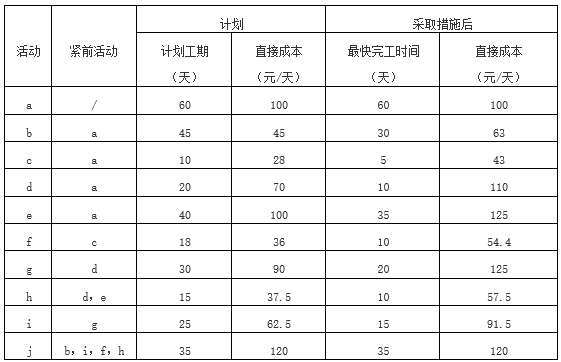 活动 紧前活动 计划 采取措施后
计划工期（天） 直接成本（元/天） 最快完工时间（天） 直接成本（元/天）
a / 60 100 60 100
b a 45 45 30 63
c a 10 28 5 43
d a 20 70 10 110
e a 40 100 35 125
f c 18 36 10 54.4
g d 30 90 20 125
h d，e 15 37.5 10 57.5
i g 25 62.5 15 91.5
j b，i，f，h 35 120 35 120